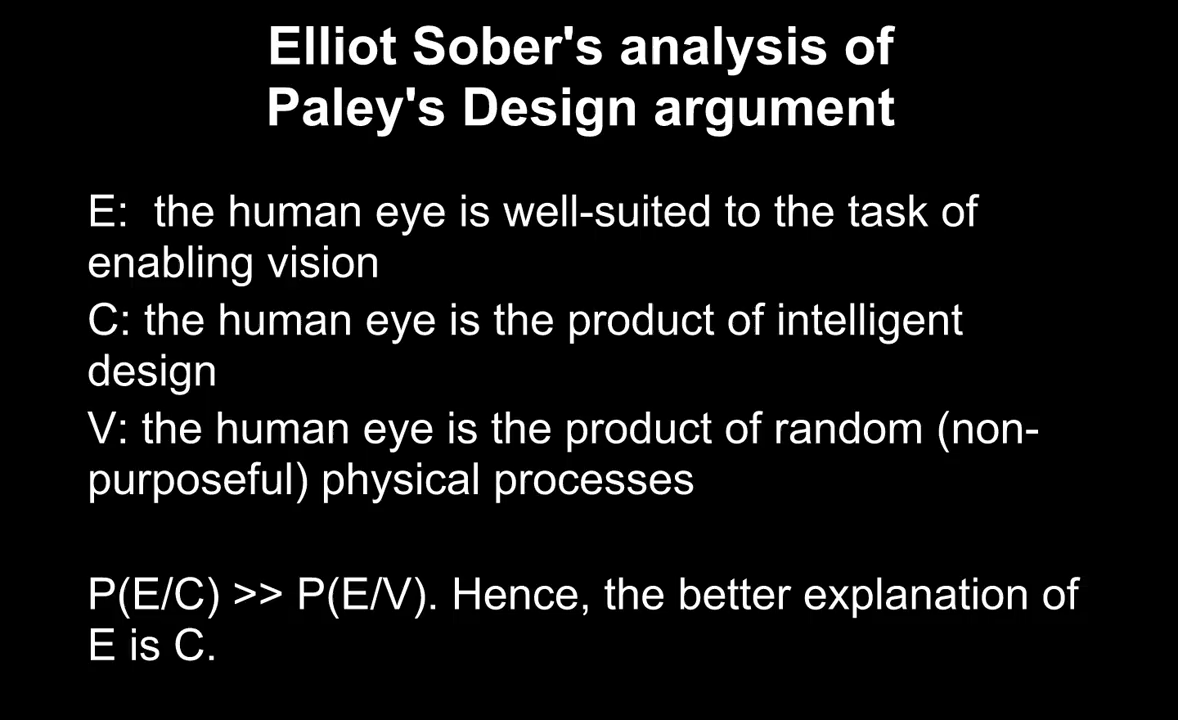 Elliot Sober's analysis of
Paley's Design argument
E:  the human eye is well-suited to the task of
enabling vision
C: the human eye is the product of intelligent
design
V: the human eye is the product of random (non-
purposeful) physical processes
P(E/C) >> P(E/V). Hence, the better explanation of
E is C.